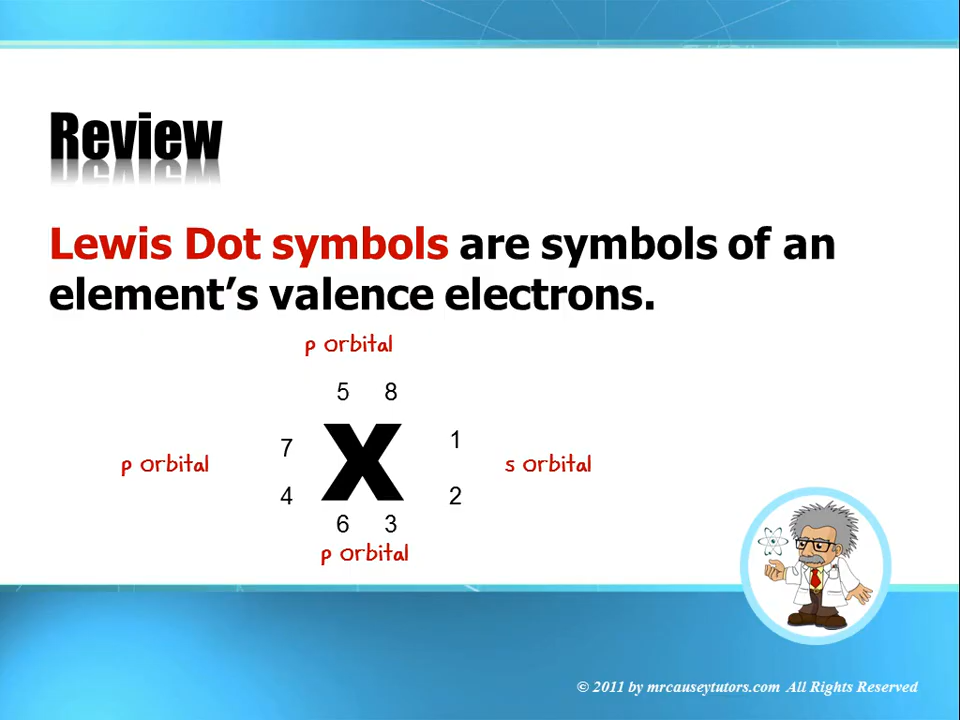 Review
Lewis Dot symbols are symbols of an
element’s valence electrons.
p orbital
5 8
7 X 1
p orbital s orbital
4 2
6 3
p orbital
© 2011 by mrcauseytutors.com All Rights Reserved